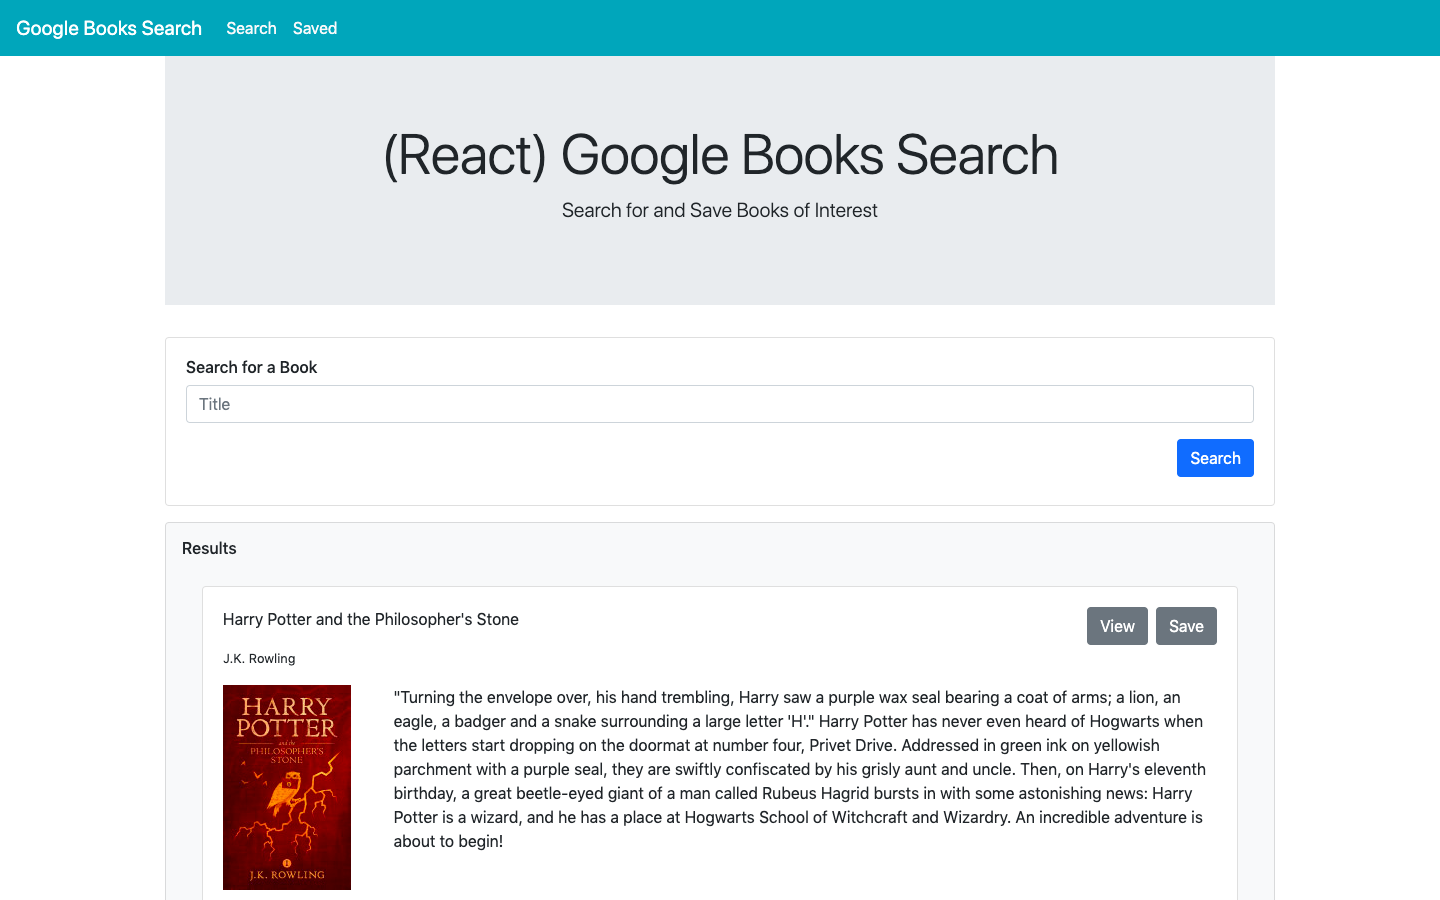 Google Books Search Search Saved
(React) Google Books Search
Search for and Save Books of Interest
Search for a Book
Title
Search
Results
Harry Potter and the Philosopher's Stone
View Save
J.K. Rowling
HARRY
POTTER
and the
PHILOSOPHER'S
STONE
1
J.K. ROWLING
"Turning the envelope over, his hand trembling, Harry saw a purple wax seal bearing a coat of arms; a lion, an
eagle, a badger and a snake surrounding a large letter 'H'." Harry Potter has never even heard of Hogwarts when
the letters start dropping on the doormat at number four, Privet Drive. Addressed in green ink on yellowish
parchment with a purple seal, they are swiftly confiscated by his grisly aunt and uncle. Then, on Harry's eleventh
birthday, a great beetle-eyed giant of a man called Rubeus Hagrid bursts in with some astonishing news: Harry
Potter is a wizard, and he has a place at Hogwarts School of Witchcraft and Wizardry. An incredible adventure is
about to begin!